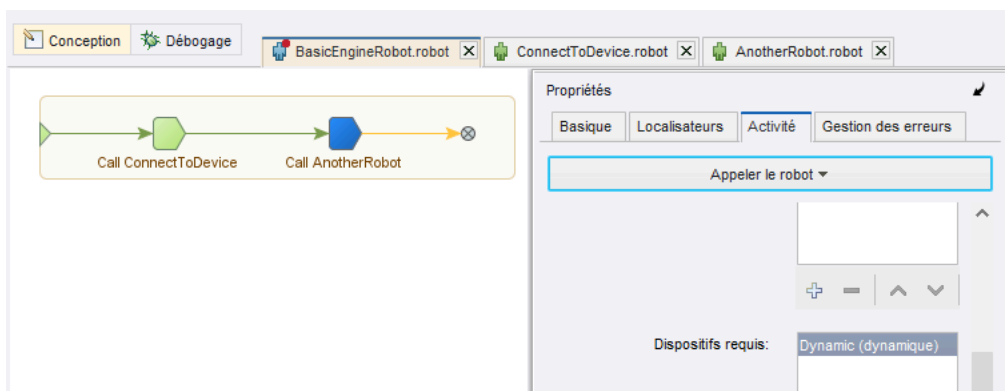 Conception
Débogage
BasicEngineRobot.robot
ConnectToDevice.robot
AnotherRobot.robot
Call ConnectToDevice
Call AnotherRobot
Propriétés
Basique
Localisateurs
Activité
Gestion des erreurs
Appeler le robot
Dispositifs requis:
Dynamic (dynamique)